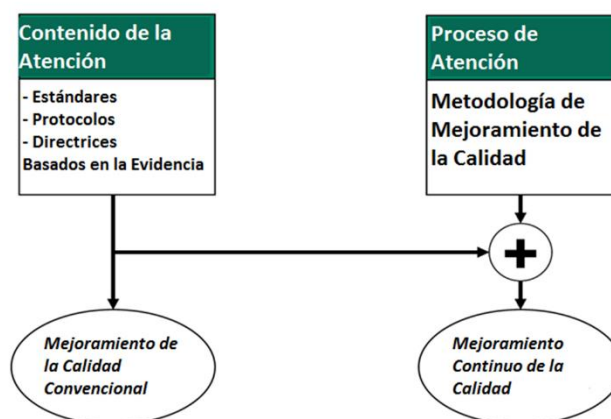 Contenido de la
Atención
- Estándares
- Protocolos
- Directrices
Basados en la Evidencia
Proceso de
Atención
Metodología de
Mejoramiento de
la Calidad
+
Mejoramiento de
la Calidad
Convencional
Mejoramiento
Continuo de la
Calidad